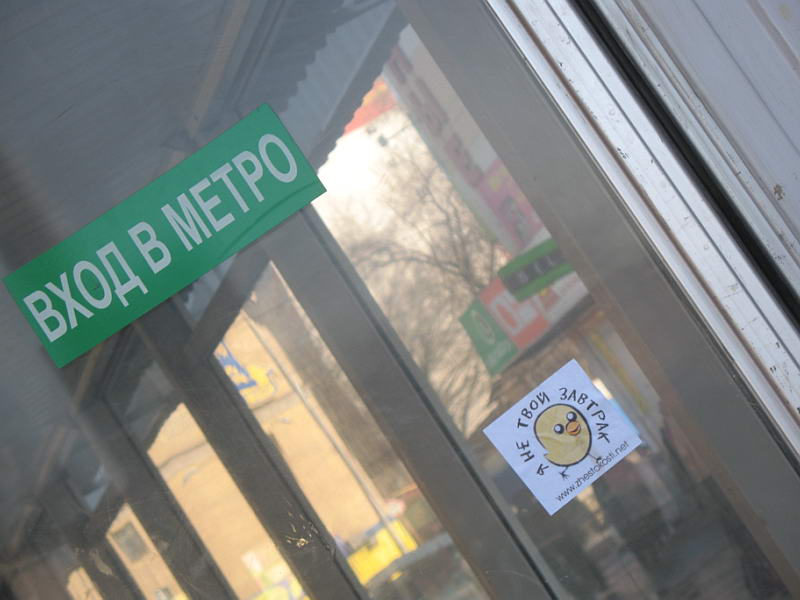 ВХОД В МЕТРО
Я НЕ ТВОЙ ЗАВТРАК
www.zhestokosti.net